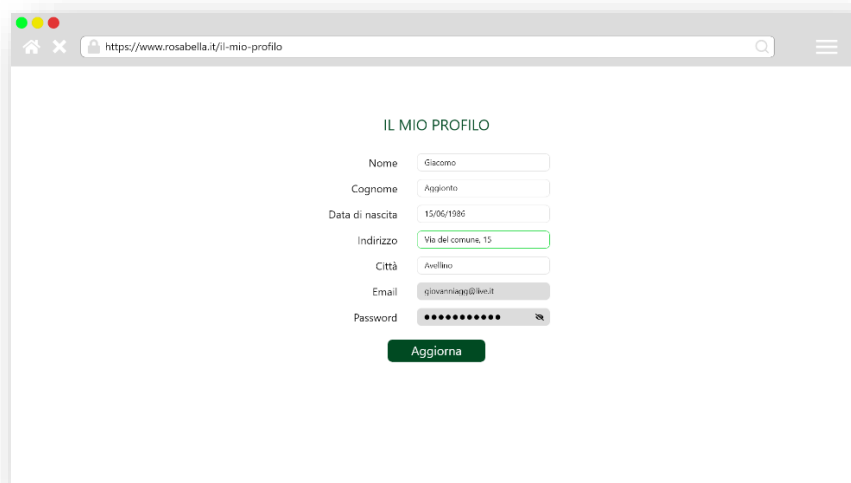 https://www.rosabella.it/il-mio-profilo
IL MIO PROFILO
Nome Giacomo
Cognome Aggionto
Data di nascita 15/06/1986
Indirizzo Via del comune, 15
Città Avellino
Email giovanniagg@live.it
Password ●●●●●●●●●●●
Aggiorna